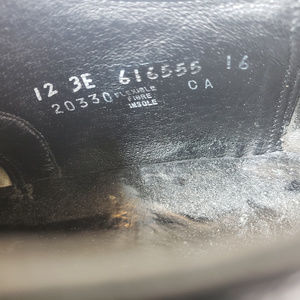 12 3E 616555 16
20330 FLEXIBLE FIBRE INSOLE CA